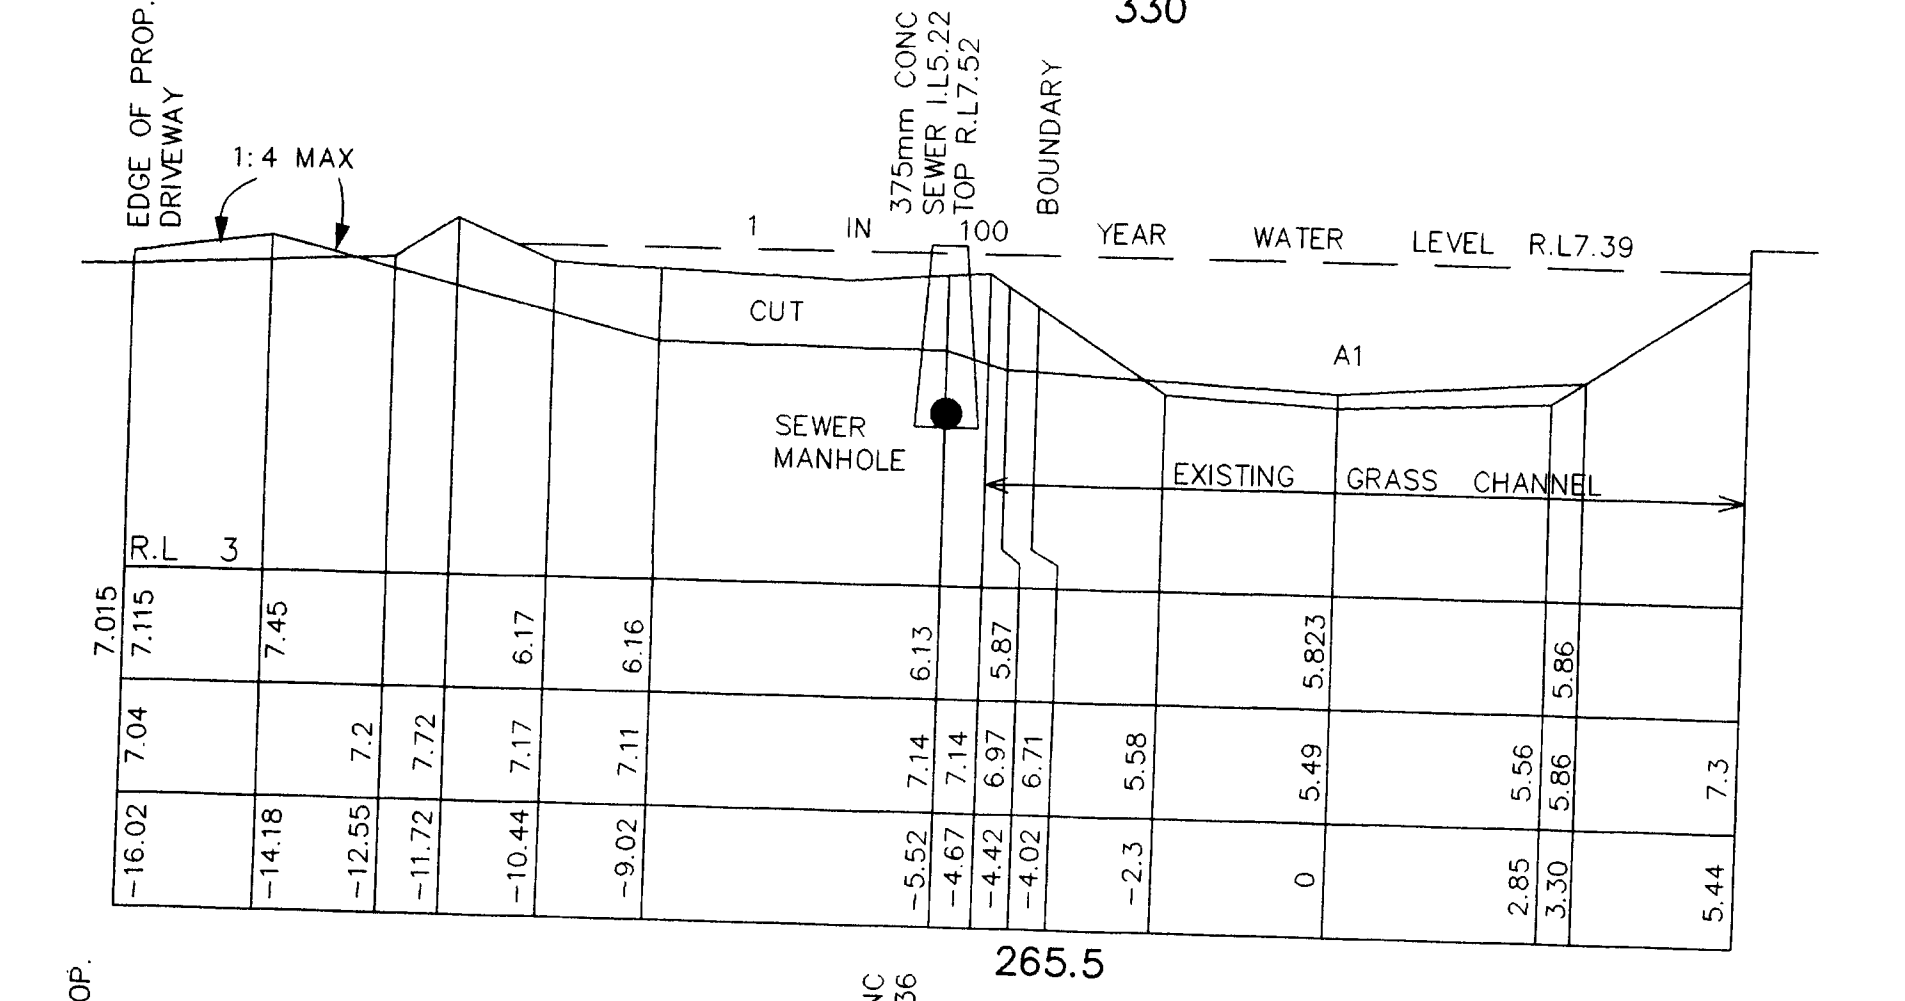 330
EDGE OF PROP.
DRIVEWAY
1:4 MAX
375mm CONC
SEWER I.L5.22
TOP R.L7.52
BOUNDARY
1 IN 100 YEAR WATER LEVEL R.L7.39
CUT
A1
SEWER
MANHOLE
EXISTING GRASS CHANNEL
R.L 3
7.015
7.115 7.45 6.17 6.16 6.13 5.87 5.823 5.86
7.04 7.2 7.72 7.17 7.11 7.14 7.14 6.97 6.71 5.58 5.49 5.56 5.86 7.3
-16.02 -14.18 -12.55 -11.72 -10.44 -9.02 -5.52 -4.67 -4.42 -4.02 -2.3 0 2.85 3.30 5.44
265.5
OP.
NC
36